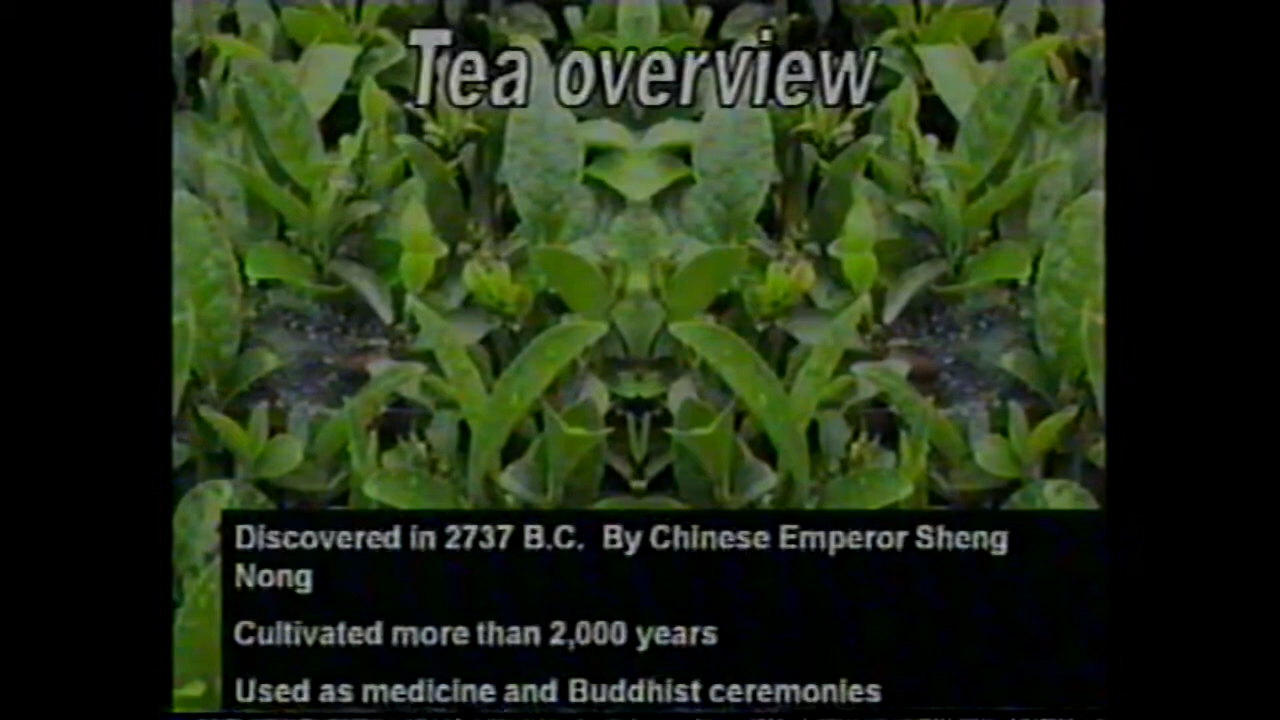 Tea overview
Discovered in 2737 B.C.  By Chinese Emperor Sheng
Nong
Cultivated more than 2,000 years
Used as medicine and Buddhist ceremonies